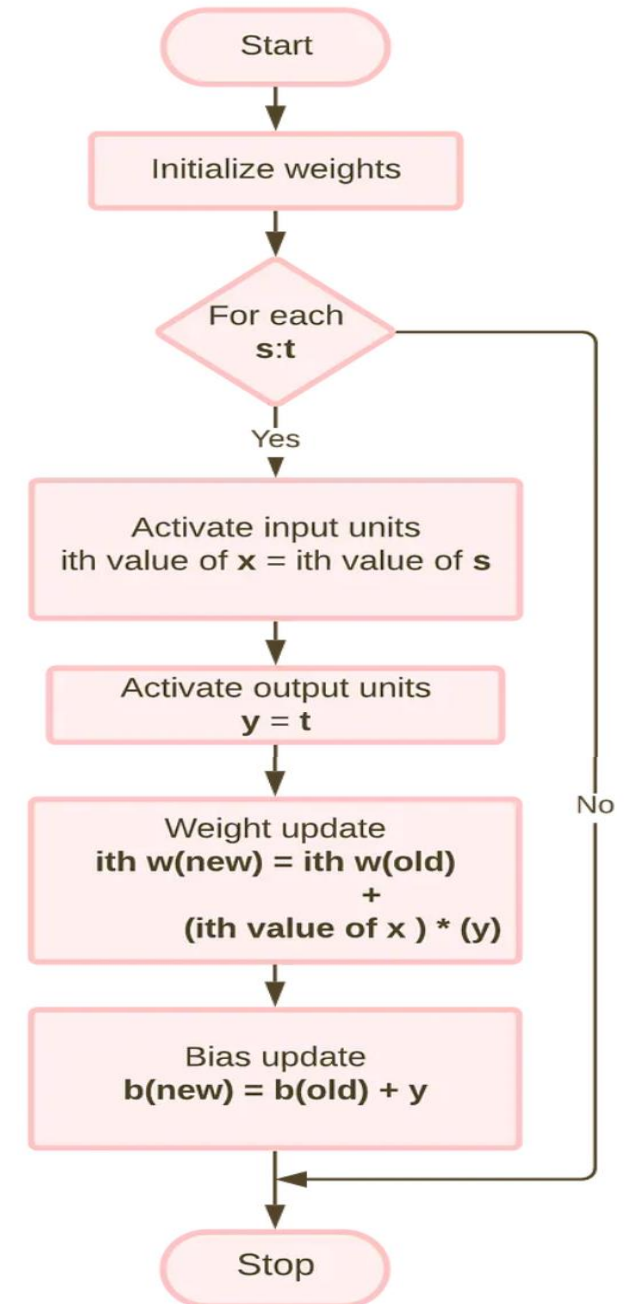 Start
Initialize weights
For each
s:t
Yes
Activate input units
ith value of x = ith value of s
Activate output units
y = t
No
Weight update
ith w(new) = ith w(old)
+
(ith value of x ) * (y)
Bias update
b(new) = b(old) + y
Stop